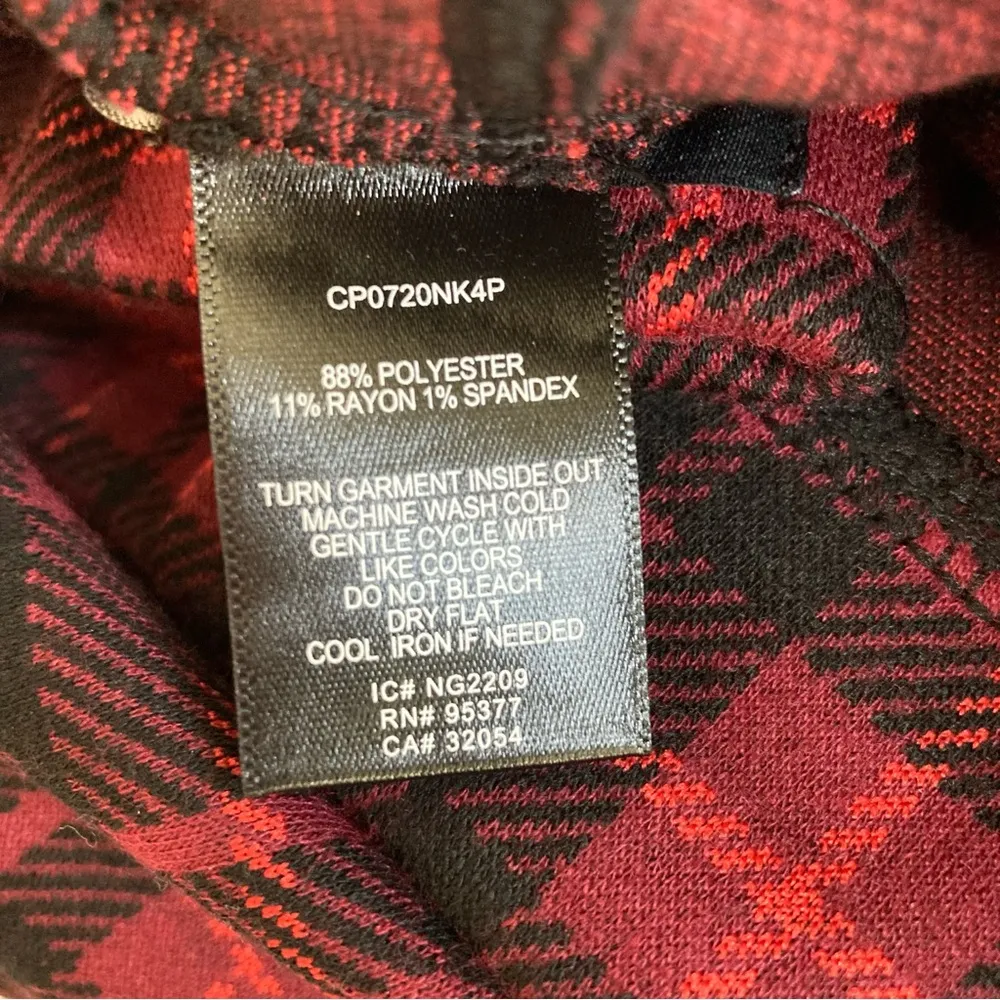 CP0720NK4P
88% POLYESTER
11% RAYON 1% SPANDEX
TURN GARMENT INSIDE OUT
MACHINE WASH COLD
GENTLE CYCLE WITH
LIKE COLORS
DO NOT BLEACH
DRY FLAT
COOL IRON IF NEEDED
IC# NG2209
RN# 95377
CA# 32054